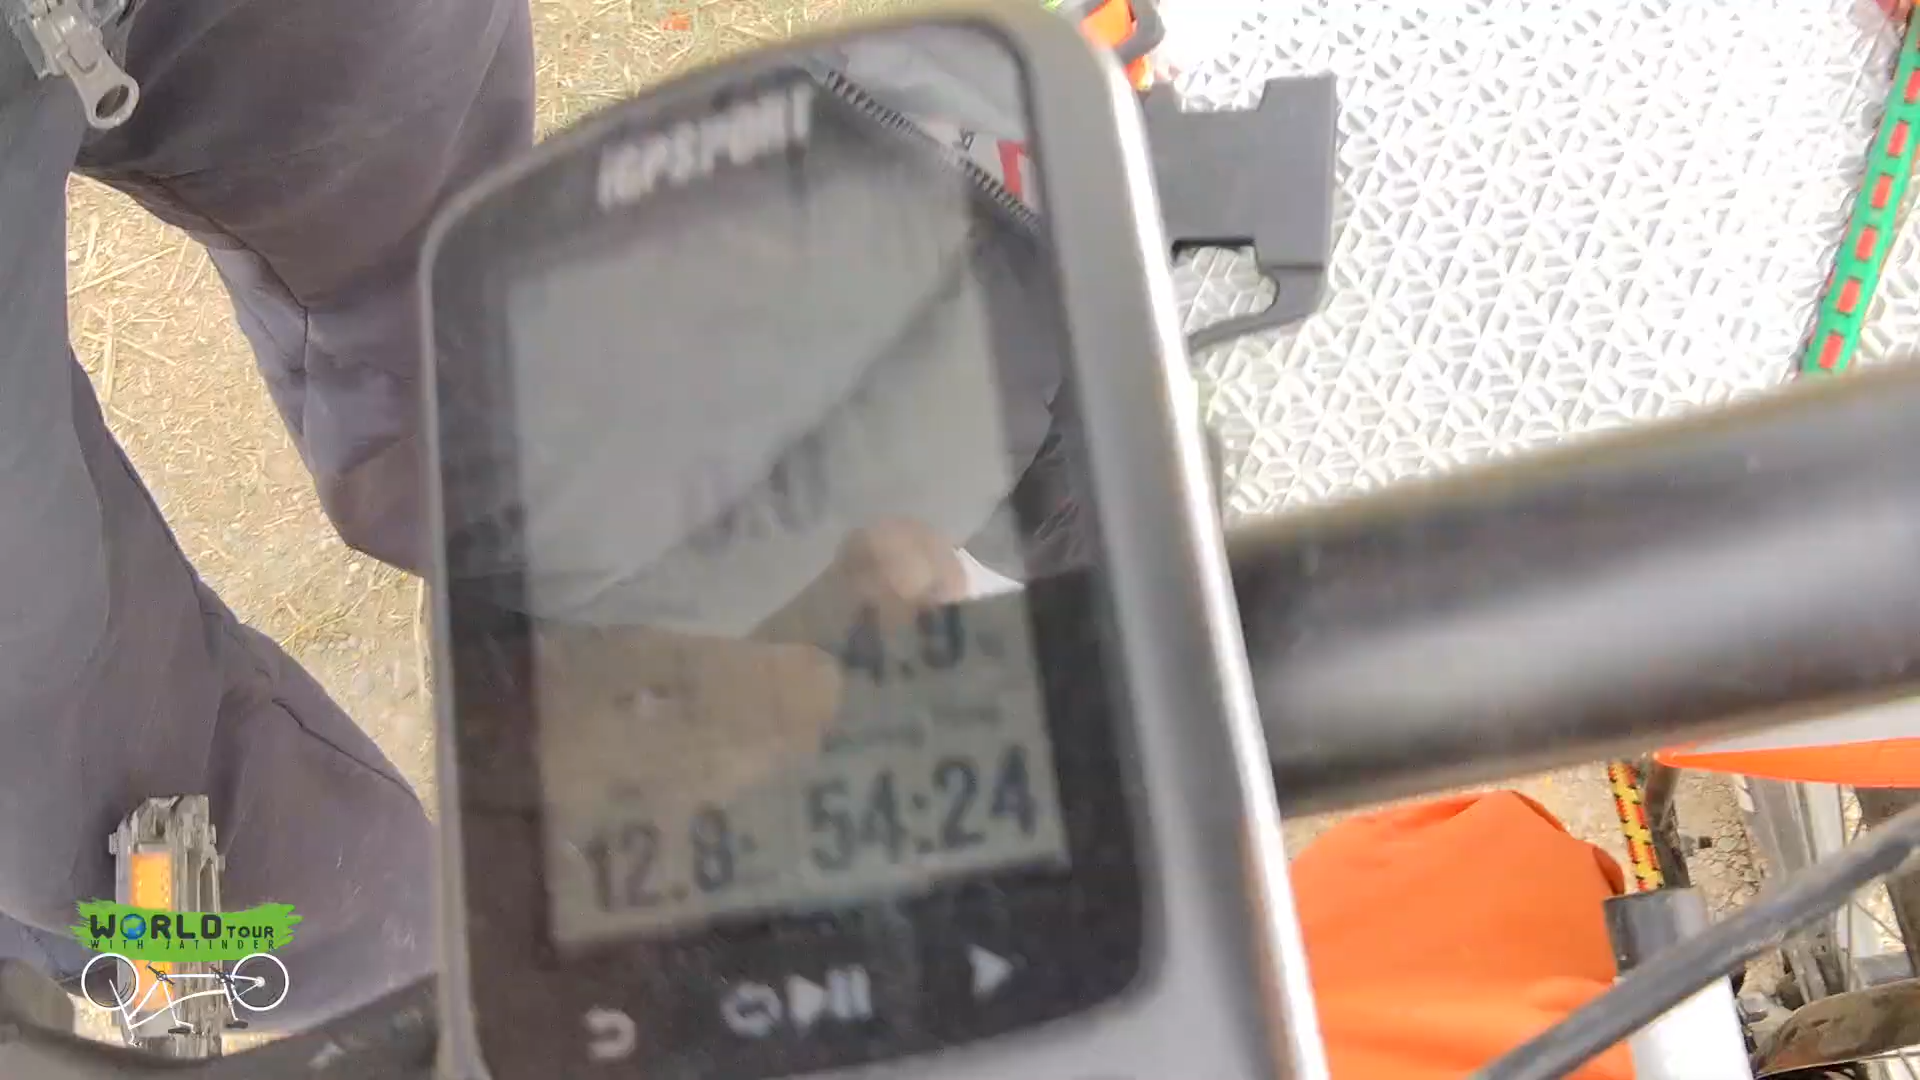 iGPSPORT
4.9
12.8 54:24
WORLD TOUR
WITH JATINDER